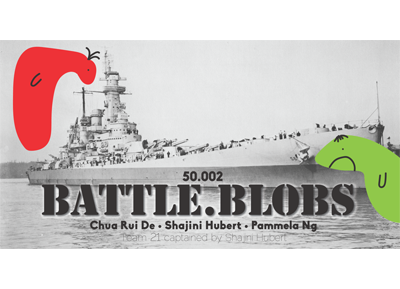 50.002
BATTLE.BLOBS
Chua Rui De • Shajini Hubert • Pammela Ng
Team 21 captained by Shajini Hubert